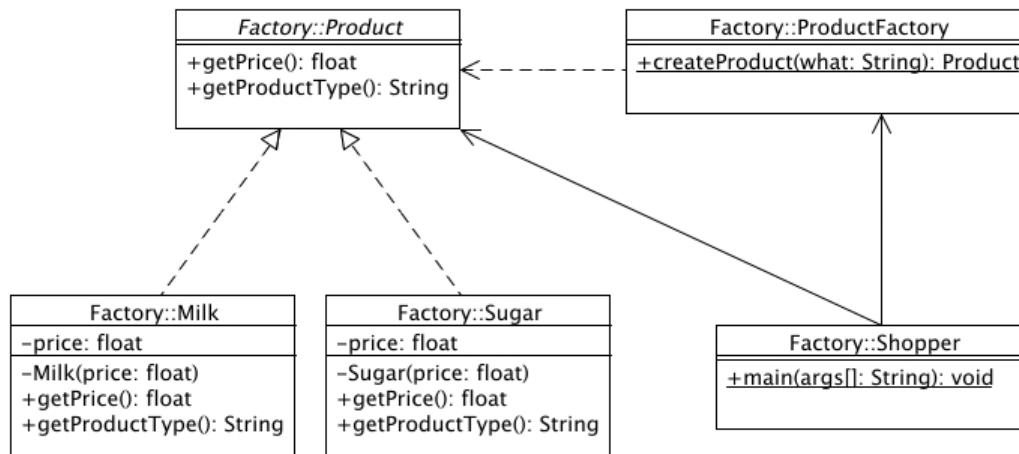 Factory::Product
+getPrice(): float
+getProductType(): String
Factory::ProductFactory
+createProduct(what: String): Product
Factory::Milk
-price: float
-Milk(price: float)
+getPrice(): float
+getProductType(): String
Factory::Sugar
-price: float
-Sugar(price: float)
+getPrice(): float
+getProductType(): String
Factory::Shopper
+main(args[]: String): void